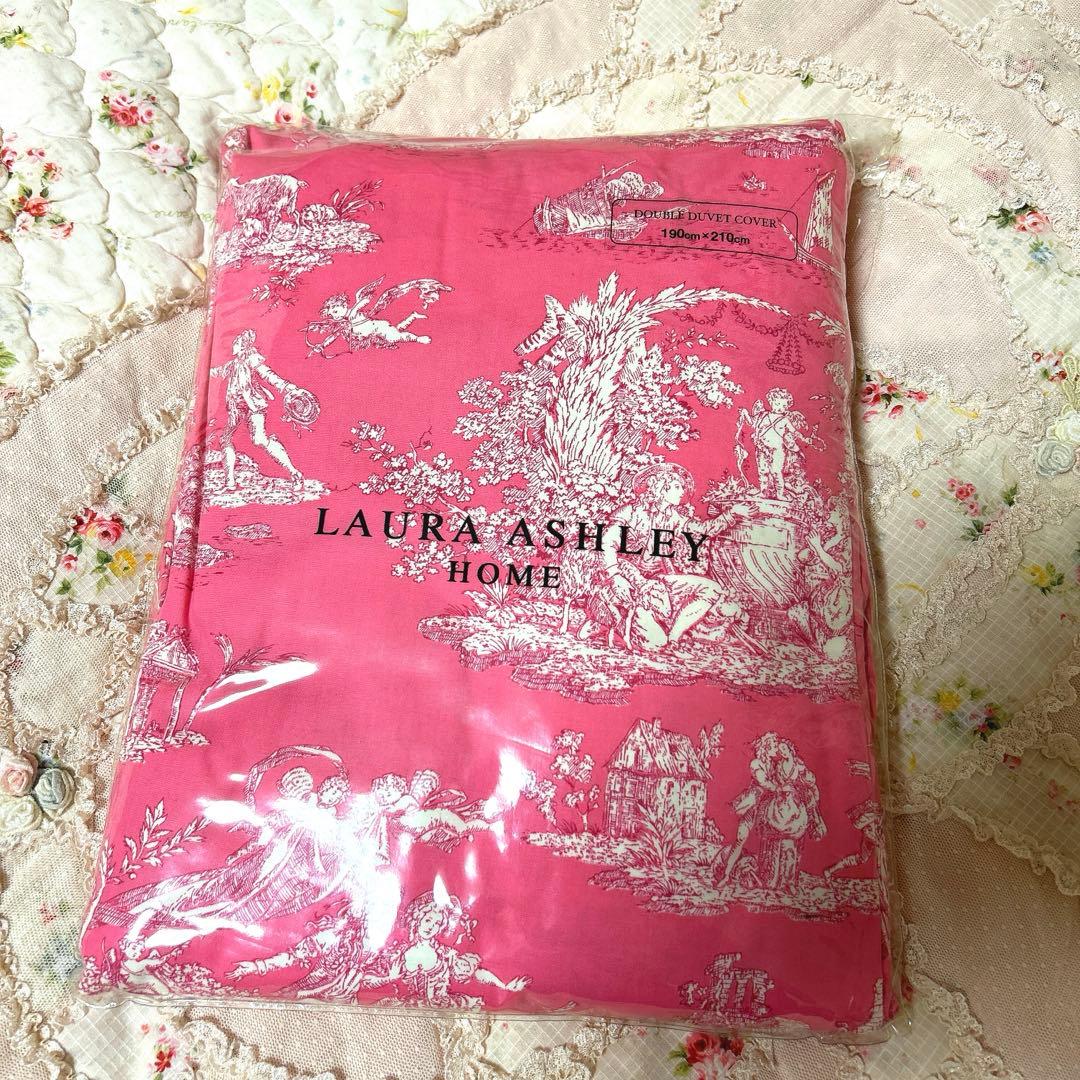 DOUBLE DUVET COVER
190cm×210cm
LAURA ASHLEY
HOME